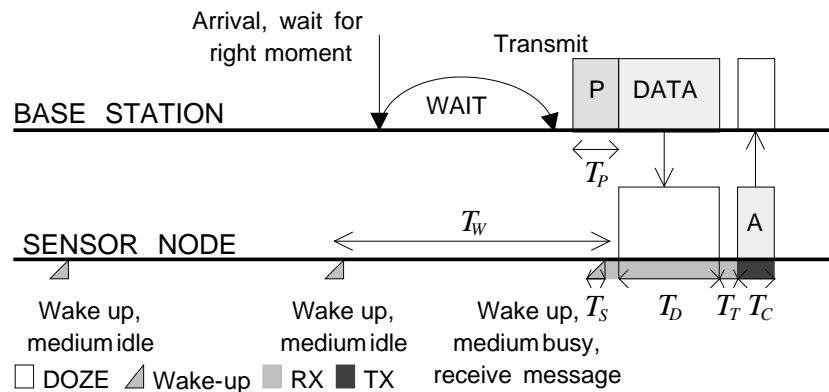 Arrival, wait for
right moment
Transmit
WAIT
P
DATA
BASE STATION
T_P
T_W
A
SENSOR NODE
T_S
T_D
T_T
T_C
Wake up,
medium idle
Wake up,
medium idle
Wake up,
medium busy,
receive message
DOZE Wake-up RX TX